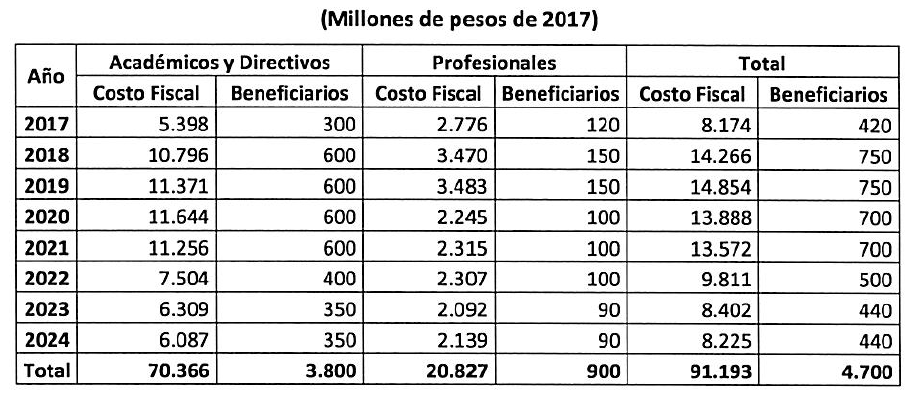 (Millones de pesos de 2017)
Año Académicos y Directivos Profesionales Total
Costo Fiscal Beneficiarios Costo Fiscal Beneficiarios Costo Fiscal Beneficiarios
2017 5.398 300 2.776 120 8.174 420
2018 10.796 600 3.470 150 14.266 750
2019 11.371 600 3.483 150 14.854 750
2020 11.644 600 2.245 100 13.888 700
2021 11.256 600 2.315 100 13.572 700
2022 7.504 400 2.307 100 9.811 500
2023 6.309 350 2.092 90 8.402 440
2024 6.087 350 2.139 90 8.225 440
Total 70.366 3.800 20.827 900 91.193 4.700